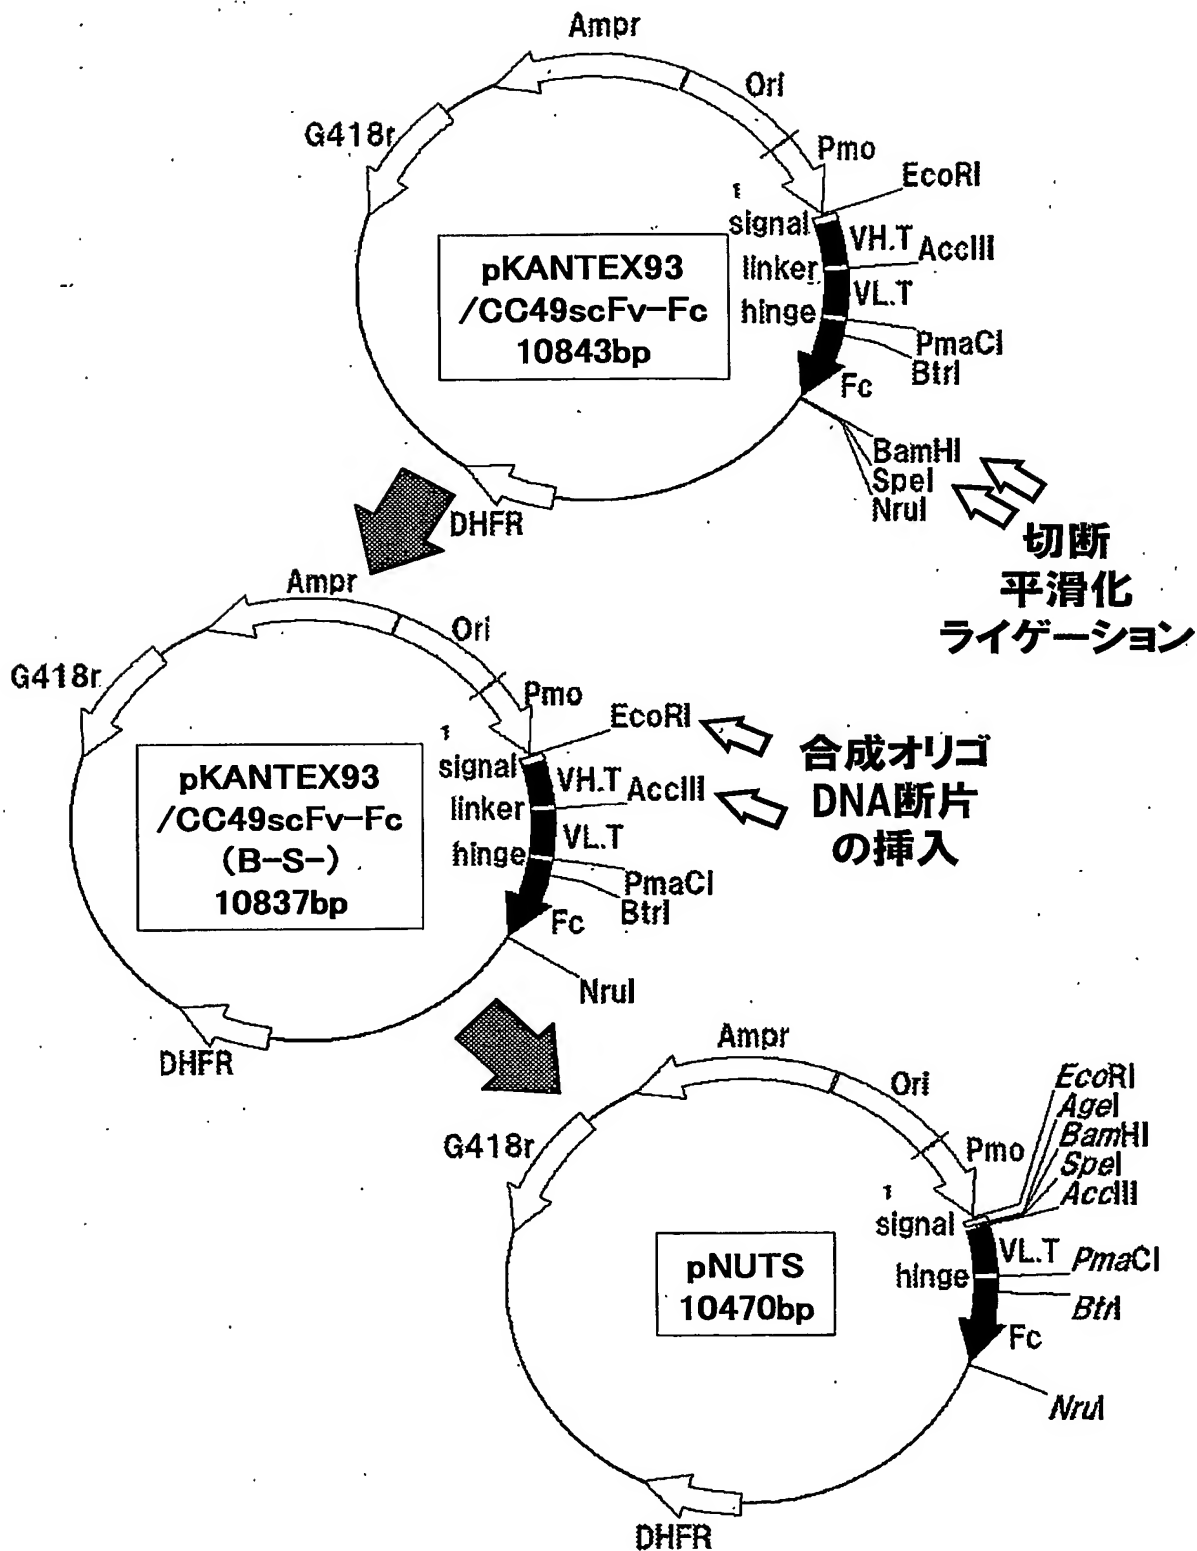 Ampr
Ori
G418r
Pmo
EcoRI
1
signal
VH.T
AccIII
linker
VL.T
hinge
PmaCI
BtrI
Fc
pKANTEX93
/CC49scFv-Fc
10843bp
BamHI
SpeI
NruI
DHFR
切断
平滑化
ライゲーション
Ampr
Ori
G418r
Pmo
EcoRI
1
signal
VH.T
AccIII
linker
VL.T
hinge
PmaCI
BtrI
Fc
pKANTEX93
/CC49scFv-Fc
(B-S-)
10837bp
NruI
DHFR
合成オリゴ
DNA断片
の挿入
Ampr
Ori
G418r
Pmo
EcoRI
AgeI
BamHI
SpeI
AccIII
1
signal
VL.T
PmaCI
hinge
BtrI
Fc
pNUTS
10470bp
NruI
DHFR